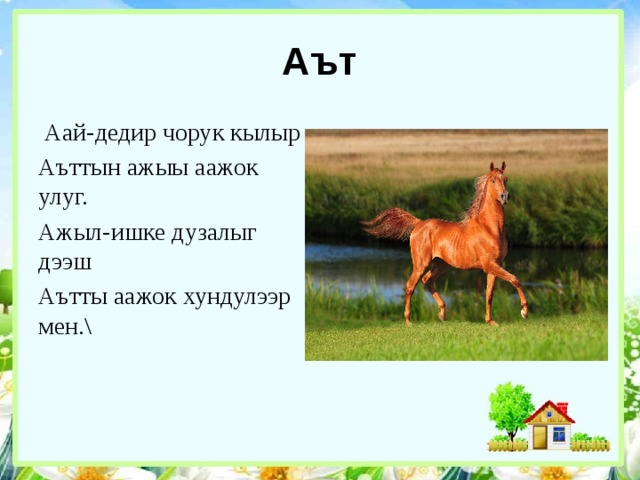 Аът
Аай-дедир чорук кылыр
Аъттын ажыы аажок
улуг.
Ажыл-ишке дузалыг
дээш
Аътты аажок хундулээр
мен.\